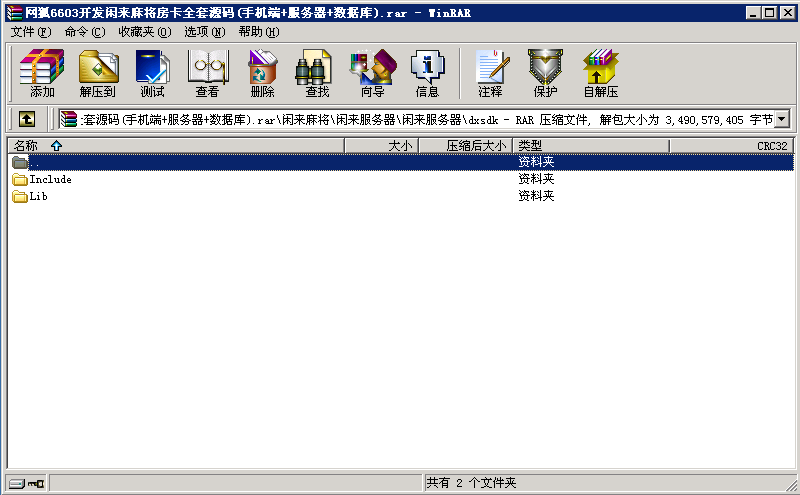 网狐6603开发闲来麻将房卡全套源码(手机端+服务器+数据库).rar - WinRAR
文件(F) 命令(C) 收藏夹(O) 选项(N) 帮助(H)
添加 解压到 测试 查看 删除 查找 向导 信息 注释 保护 自解压
:套源码(手机端+服务器+数据库).rar\闲来麻将\闲来服务器\闲来服务器\dxsdk - RAR 压缩文件, 解包大小为 3,490,579,405 字节
名称 大小 压缩后大小 类型 CRC32
.. 资料夹
Include 资料夹
Lib 资料夹
共有 2 个文件夹